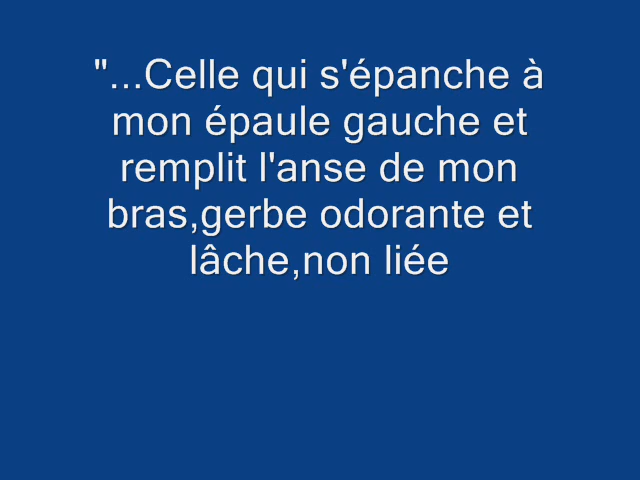 "...Celle qui s'épanche à
mon épaule gauche et
remplit l'anse de mon
bras,gerbe odorante et
lâche,non liée